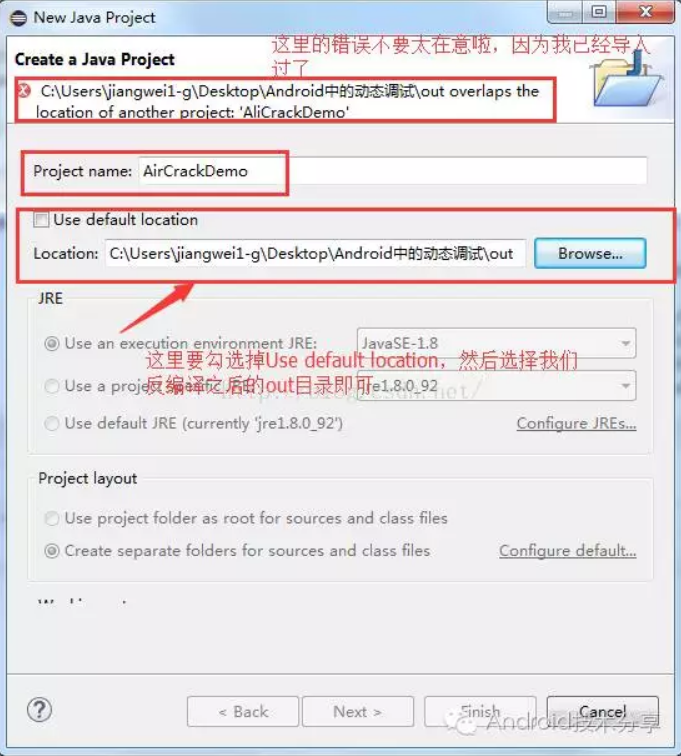 New Java Project
Create a Java Project
这里的错误不要太在意啦，因为我已经导入
过了
C:\Users\jiangwei1-g\Desktop\Android中的动态调试\out overlaps the
location of another project: 'AliCrackDemo'
Project name: AirCrackDemo
Use default location
Location: C:\Users\jiangwei1-g\Desktop\Android中的动态调试\out Browse...
JRE
Use an execution environment JRE: JavaSE-1.8
这里要勾选掉Use default location，然后选择我们
反编译之后的out目录即可
Use a project specific JRE: jre1.8.0_92
Use default JRE (currently 'jre1.8.0_92') Configure JREs...
Project layout
Use project folder as root for sources and class files
Create separate folders for sources and class files Configure default...
< Back Next > Finish Cancel
Android技术分享